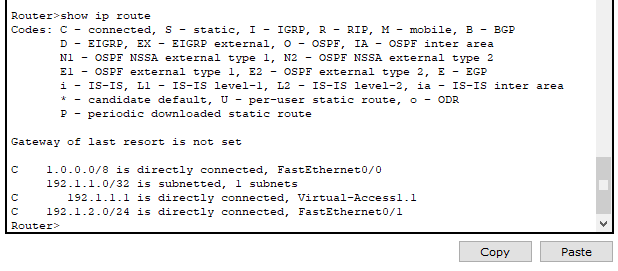 Router>show ip route
Codes: C - connected, S - static, I - IGRP, R - RIP, M - mobile, B - BGP
D - EIGRP, EX - EIGRP external, O - OSPF, IA - OSPF inter area
N1 - OSPF NSSA external type 1, N2 - OSPF NSSA external type 2
E1 - OSPF external type 1, E2 - OSPF external type 2, E - EGP
i - IS-IS, L1 - IS-IS level-1, L2 - IS-IS level-2, ia - IS-IS inter area
* - candidate default, U - per-user static route, o - ODR
P - periodic downloaded static route
Gateway of last resort is not set
C 1.0.0.0/8 is directly connected, FastEthernet0/0
192.1.1.0/32 is subnetted, 1 subnets
C 192.1.1.1 is directly connected, Virtual-Access1.1
C 192.1.2.0/24 is directly connected, FastEthernet0/1
Router>
Copy Paste